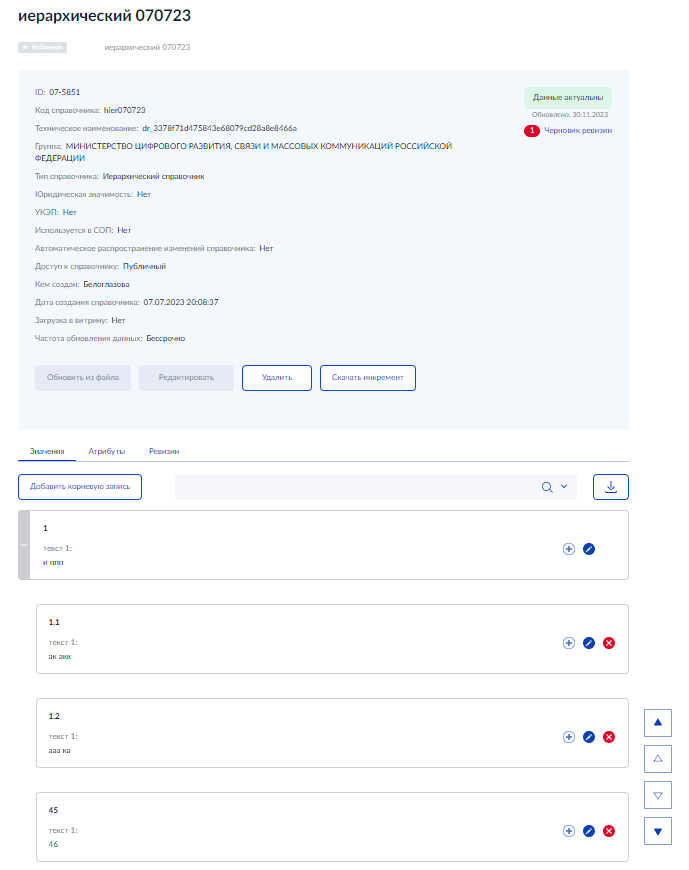 иерархический 070723
Избранное
иерархический 070723
ID: 07-5851
Данные актуальны
Обновлено: 30.11.2023
1 Черновик ревизии
Код справочника: hier070723
Техническое наименование: dr_3378f71d475843e68079cd28a8e8466a
Группа: МИНИСТЕРСТВО ЦИФРОВОГО РАЗВИТИЯ, СВЯЗИ И МАССОВЫХ КОММУНИКАЦИЙ РОССИЙСКОЙ
ФЕДЕРАЦИИ
Тип справочника: Иерархический справочник
Юридическая значимость: Нет
УКЭП: Нет
Используется в СОП: Нет
Автоматическое распространение изменений справочника: Нет
Доступ к справочнику: Публичный
Кем создан: Белоглазова
Дата создания справочника: 07.07.2023 20:08:37
Загрузка в витрину: Нет
Частота обновления данных: Бессрочно
Обновить из файла Редактировать Удалить Скачать инкремент
Значения Атрибуты Ревизии
Добавить корневую запись
1
текст 1:
и ппп
1.1
текст 1:
ак акк
1.2
текст 1:
ааа ка
45
текст 1:
46